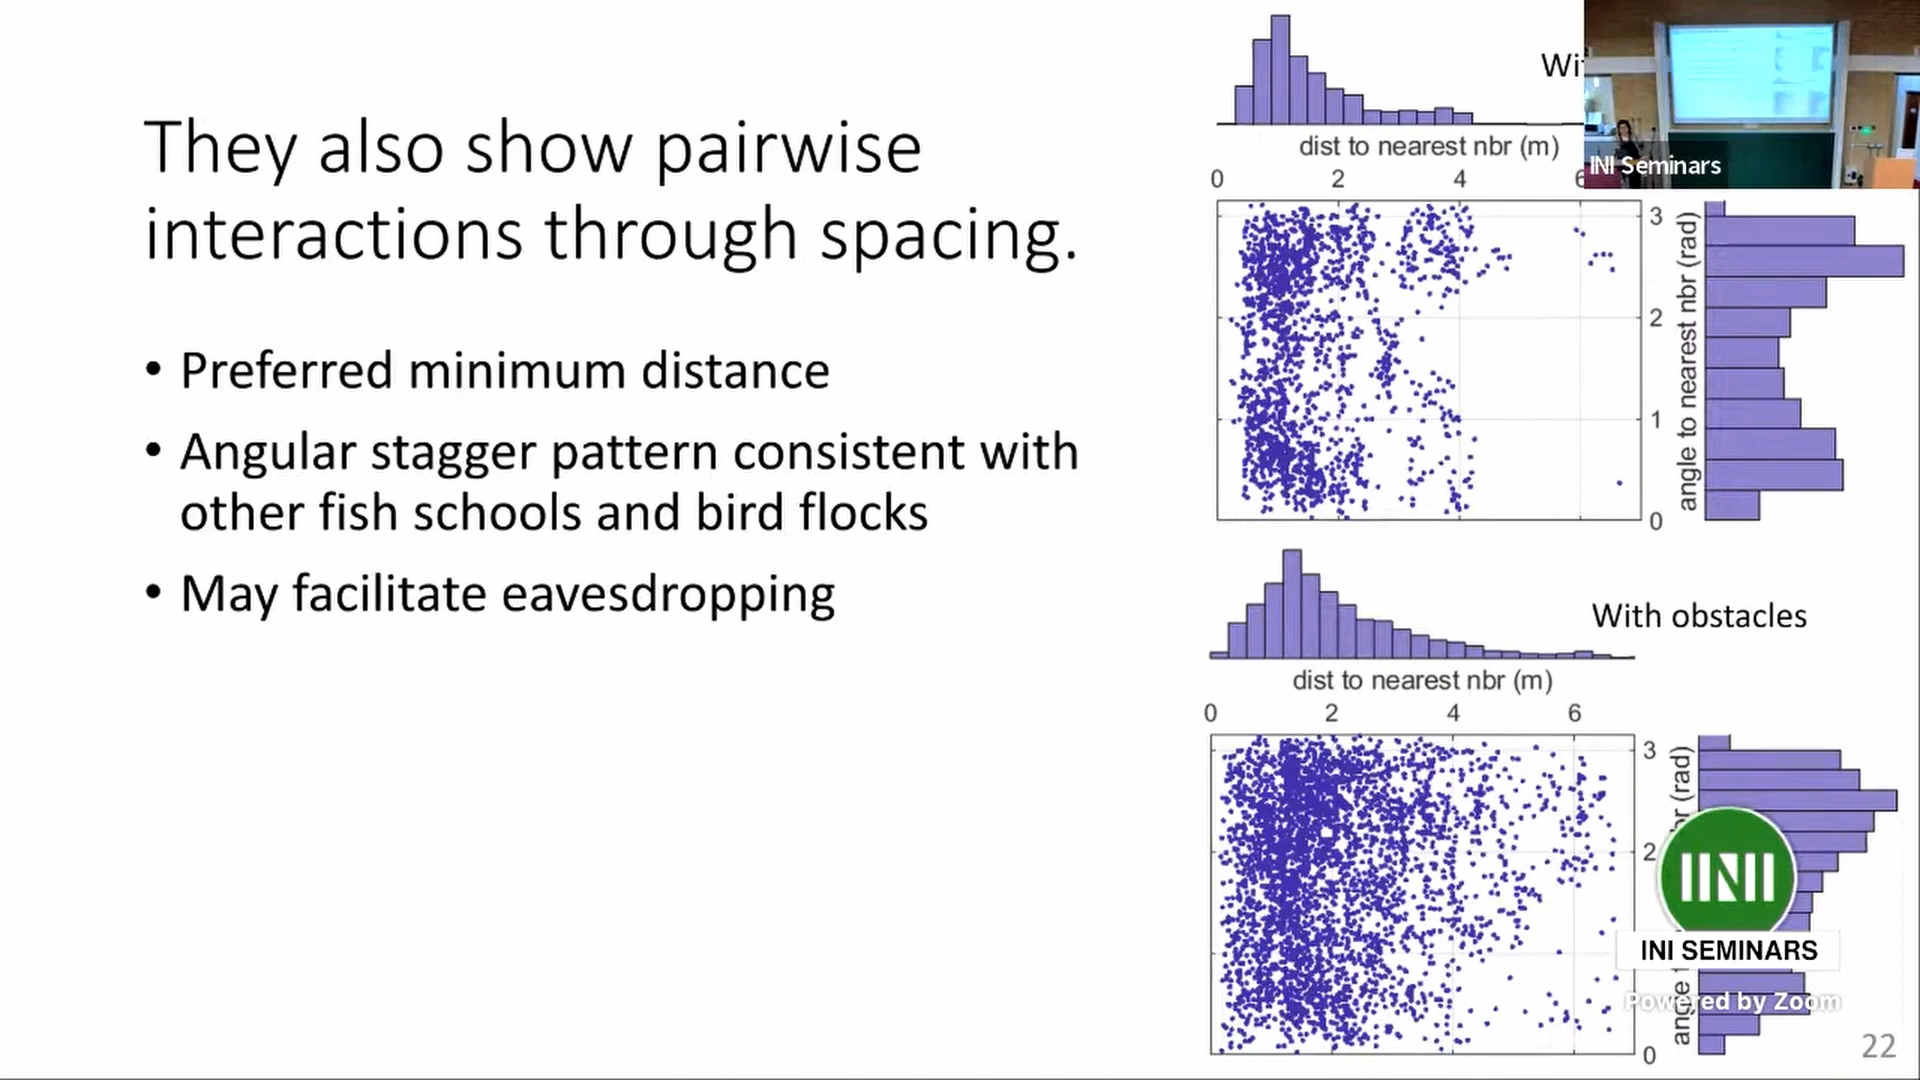 They also show pairwise
interactions through spacing.
• Preferred minimum distance
• Angular stagger pattern consistent with
other fish schools and bird flocks
• May facilitate eavesdropping
dist to nearest nbr (m)
0 2 4 6
INI Seminars
3
2
1
0
angle to nearest nbr (rad)
With obstacles
dist to nearest nbr (m)
0 2 4 6
3
2
0
INI
INI SEMINARS
Powered by Zoom
22